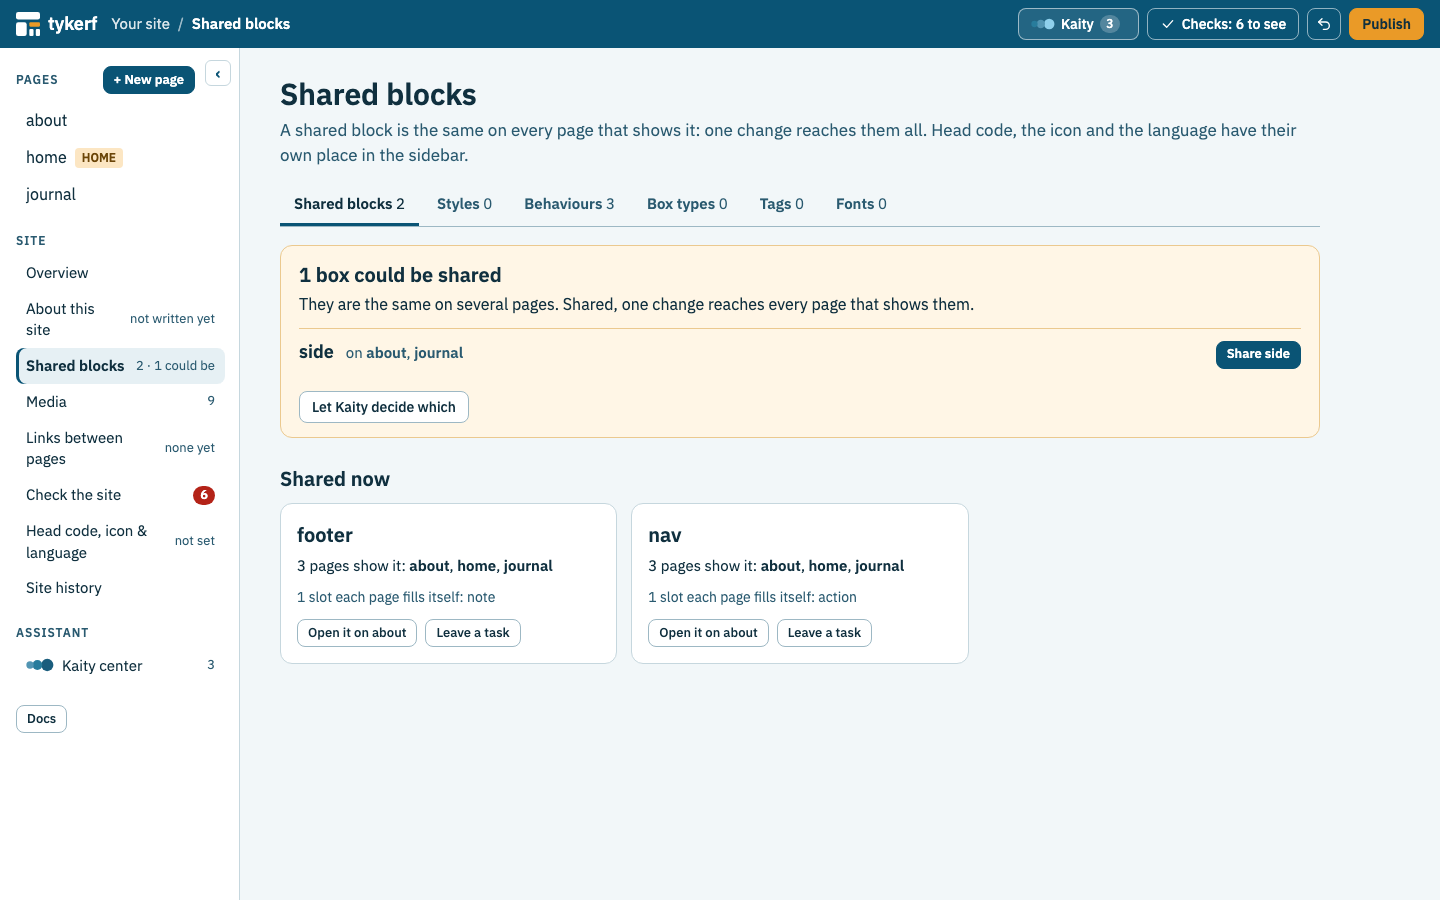 tykerf Your site / Shared blocks Kaity 3 Checks: 6 to see Publish
PAGES + New page ‹
about
home HOME
journal
SITE
Overview
About this site not written yet
Shared blocks 2 · 1 could be
Media 9
Links between pages none yet
Check the site 6
Head code, icon & language not set
Site history
ASSISTANT
Kaity center 3
Docs
Shared blocks
A shared block is the same on every page that shows it: one change reaches them all. Head code, the icon and the language have their
own place in the sidebar.
Shared blocks 2 Styles 0 Behaviours 3 Box types 0 Tags 0 Fonts 0
1 box could be shared
They are the same on several pages. Shared, one change reaches every page that shows them.
side on about, journal Share side
Let Kaity decide which
Shared now
footer
3 pages show it: about, home, journal
1 slot each page fills itself: note
Open it on about Leave a task
nav
3 pages show it: about, home, journal
1 slot each page fills itself: action
Open it on about Leave a task